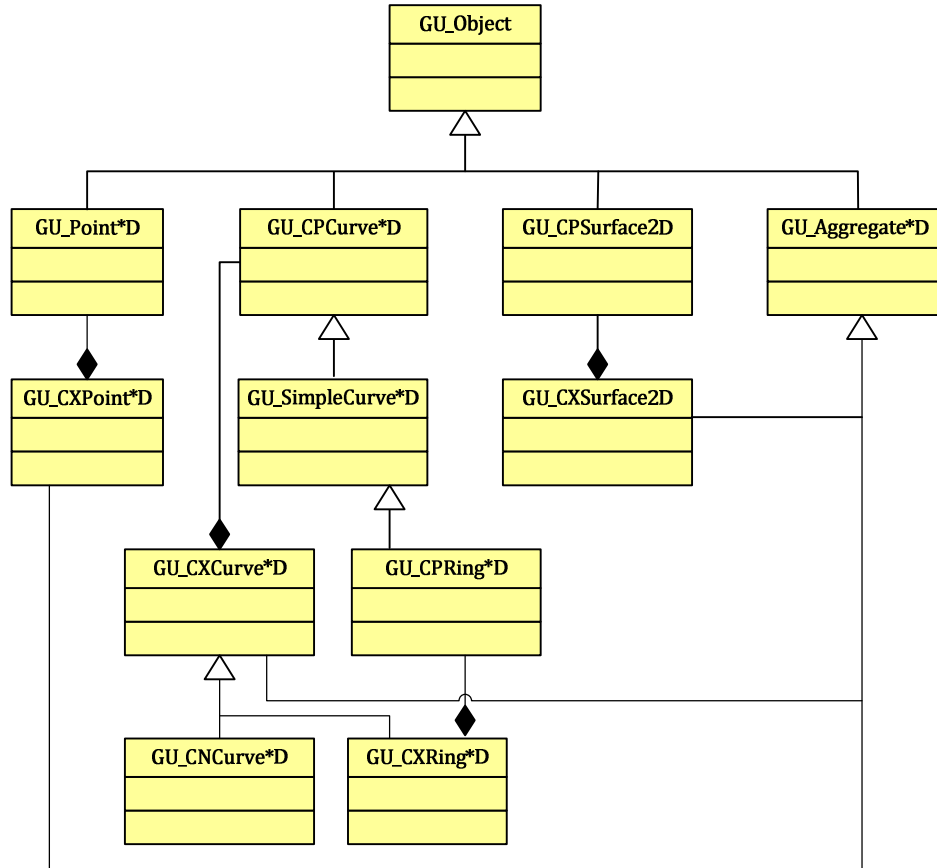 GU_Object
GU_Point*D
GU_CPCurve*D
GU_CPSurface2D
GU_Aggregate*D
GU_CXPoint*D
GU_SimpleCurve*D
GU_CXSurface2D
GU_CXCurve*D
GU_CPRing*D
GU_CNCurve*D
GU_CXRing*D